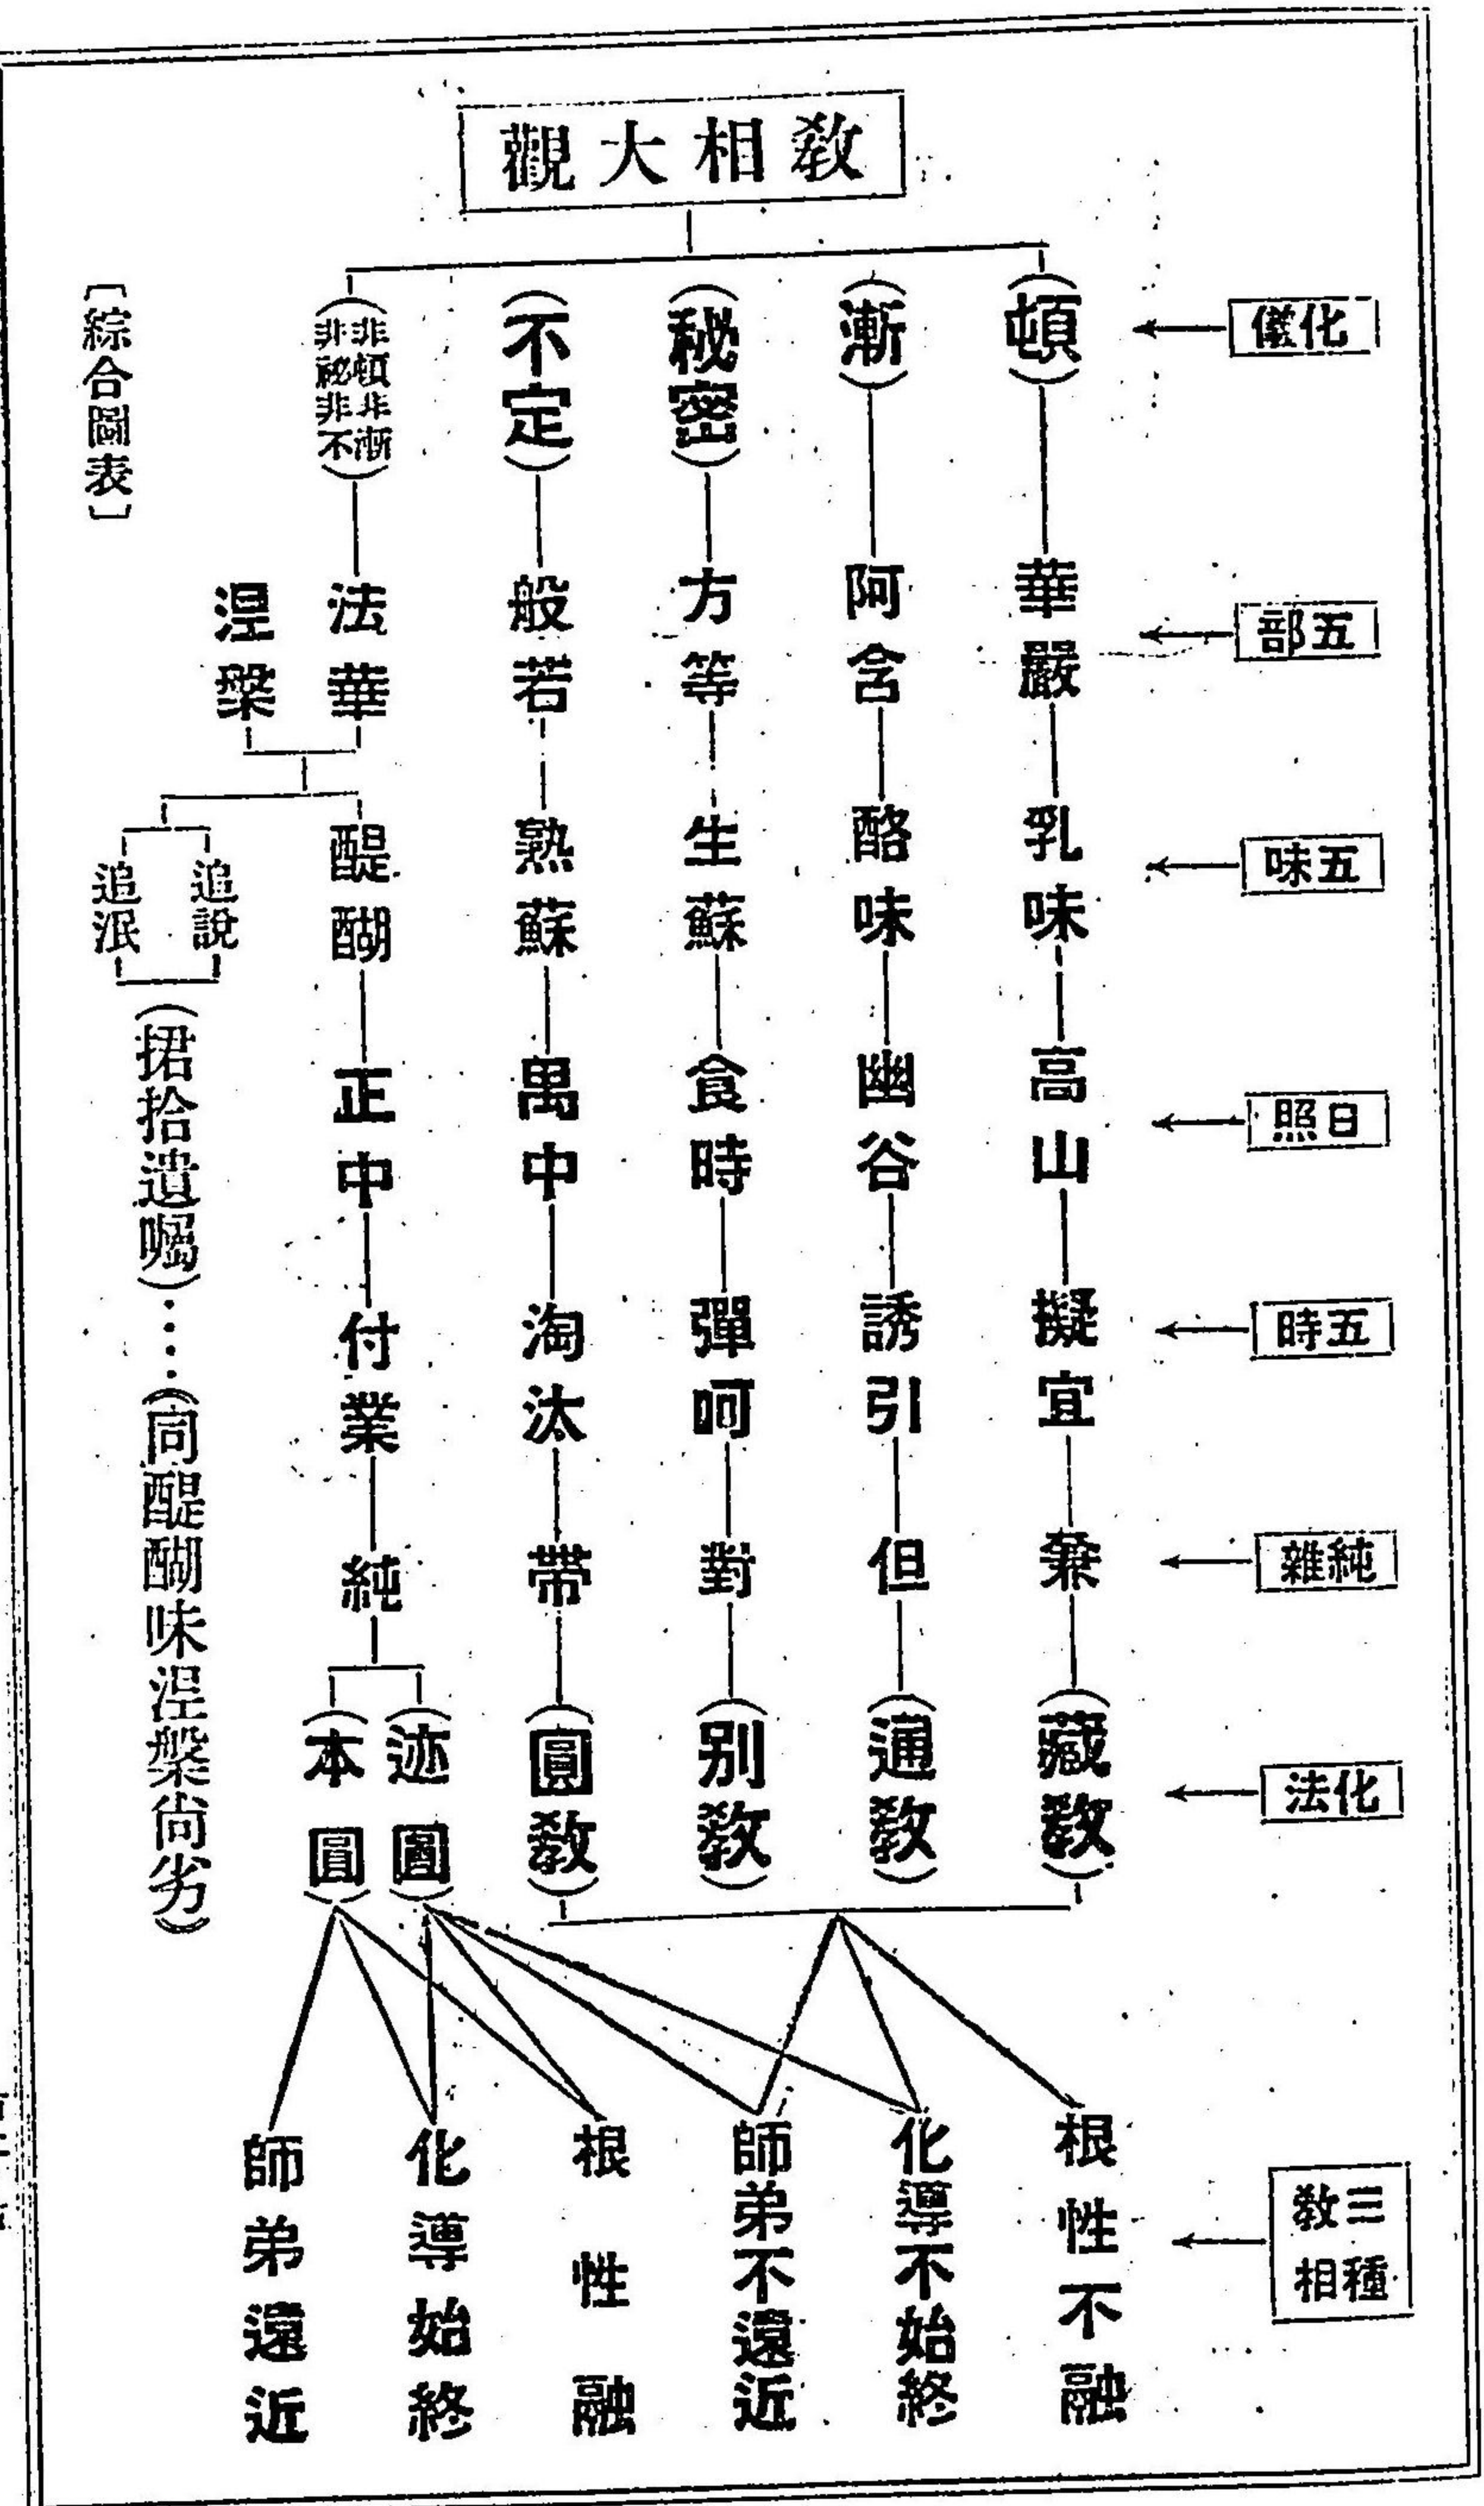 教相大觀
化儀
五部
五味
日照
五時
純雜
化法
三種
教相
(頓)
華嚴
乳味
高山
擬宜
兼
(藏教)
(漸)
阿含
酪味
幽谷
誘引
但
(通教)
(秘密)
方等
生蘇
食時
彈呵
對
(別教)
(不定)
般若
熟蘇
禺中
淘汰
帶
(圓教)
(非頓非漸
非祕非不)
法華
涅槃
醍醐
正中
付業
純
(迹圓)
(本圓)
追說
追泯
(捃拾遺囑)…(同醍醐味涅槃尚劣)
根性不融
化導不始終
師弟不遠近
根性融
化導始終
師弟遠近
〔綜合圖表〕